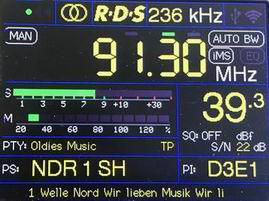 R·D·S 236 kHz
MAN 91.30 MHz AUTO BW
iMS EQ
S 1 3 5 7 9 +10 +30
39.3 dBf
M 0 20 40 60 80 100 120 %
SQ: OFF
S/N 22 dB
PTY: Oldies Music TP
PS: NDR 1 SH PI: D3E1
1 Welle Nord Wir lieben Musik Wir li